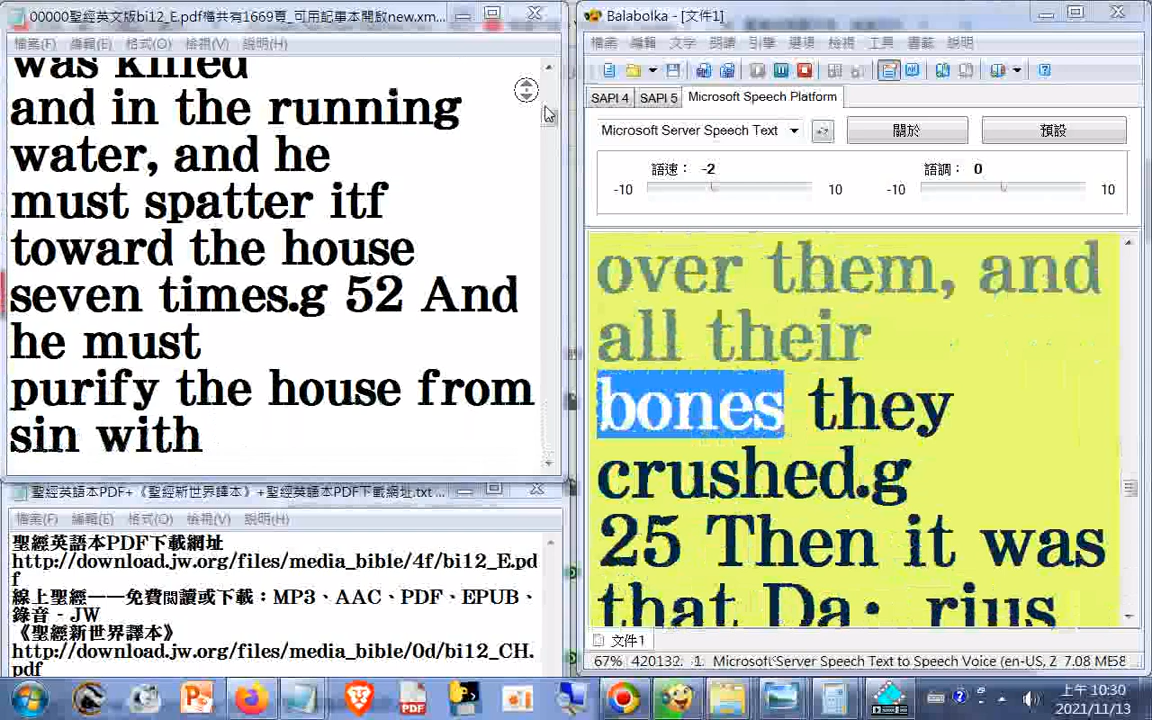 00000聖經英文版bi12_E.pdf檔共有1669頁_可用記事本開啟new.xm...
檔案(F) 編輯(E) 格式(O) 檢視(V) 說明(H)
was killed
and in the running
water, and he
must spatter itf
toward the house
seven times.g 52 And
he must
purify the house from
sin with
聖經英語本PDF+《聖經新世界譯本》+聖經英語本PDF下載網址.txt ...
檔案(F) 編輯(E) 格式(O) 檢視(V) 說明(H)
聖經英語本PDF下載網址
http://download.jw.org/files/media_bible/4f/bi12_E.pd
f
線上聖經——免費閱讀或下載：MP3、AAC、PDF、EPUB、
錄音 - JW
《聖經新世界譯本》
http://download.jw.org/files/media_bible/0d/bi12_CH.
pdf
Balabolka - [文件1]
檔案 編輯 文字 朗讀 引擎 選項 檢視 工具 書籤 說明
SAPI 4 SAPI 5 Microsoft Speech Platform
Microsoft Server Speech Text 關於 預設
語速： -2 語調： 0
-10 10 -10 10
over them, and
all their
bones they
crushed.g
25 Then it was
that Da· rius
文件1
67% 420132. 1. Microsoft Server Speech Text to Speech Voice (en-US, Z 7.08 ME58
PDF
上午 10:30
2021/11/13